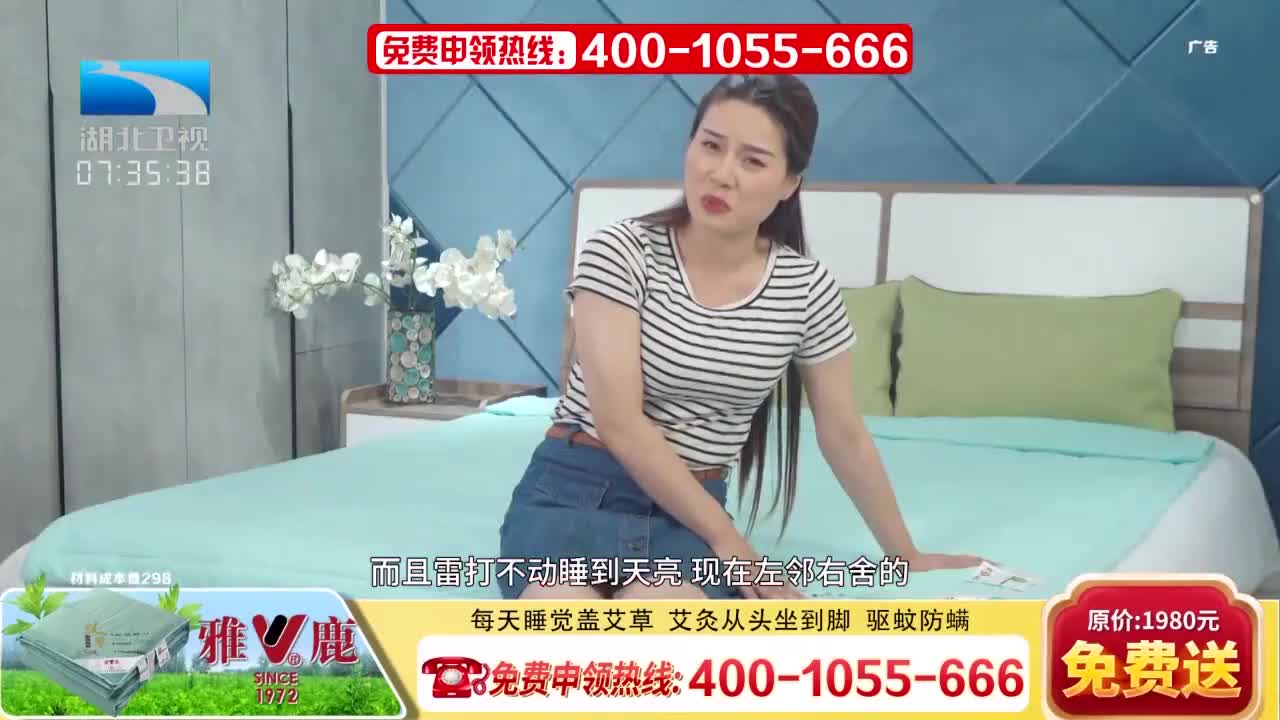 免费申领热线: 400-1055-666
广告
湖北卫视
07:35:38
而且雷打不动睡到天亮 现在左邻右舍的
材料成本费298
雅鹿
SINCE
1972
每天睡觉盖艾草 艾灸从头坐到脚 驱蚊防螨
免费申领热线: 400-1055-666
原价:1980元
免费送